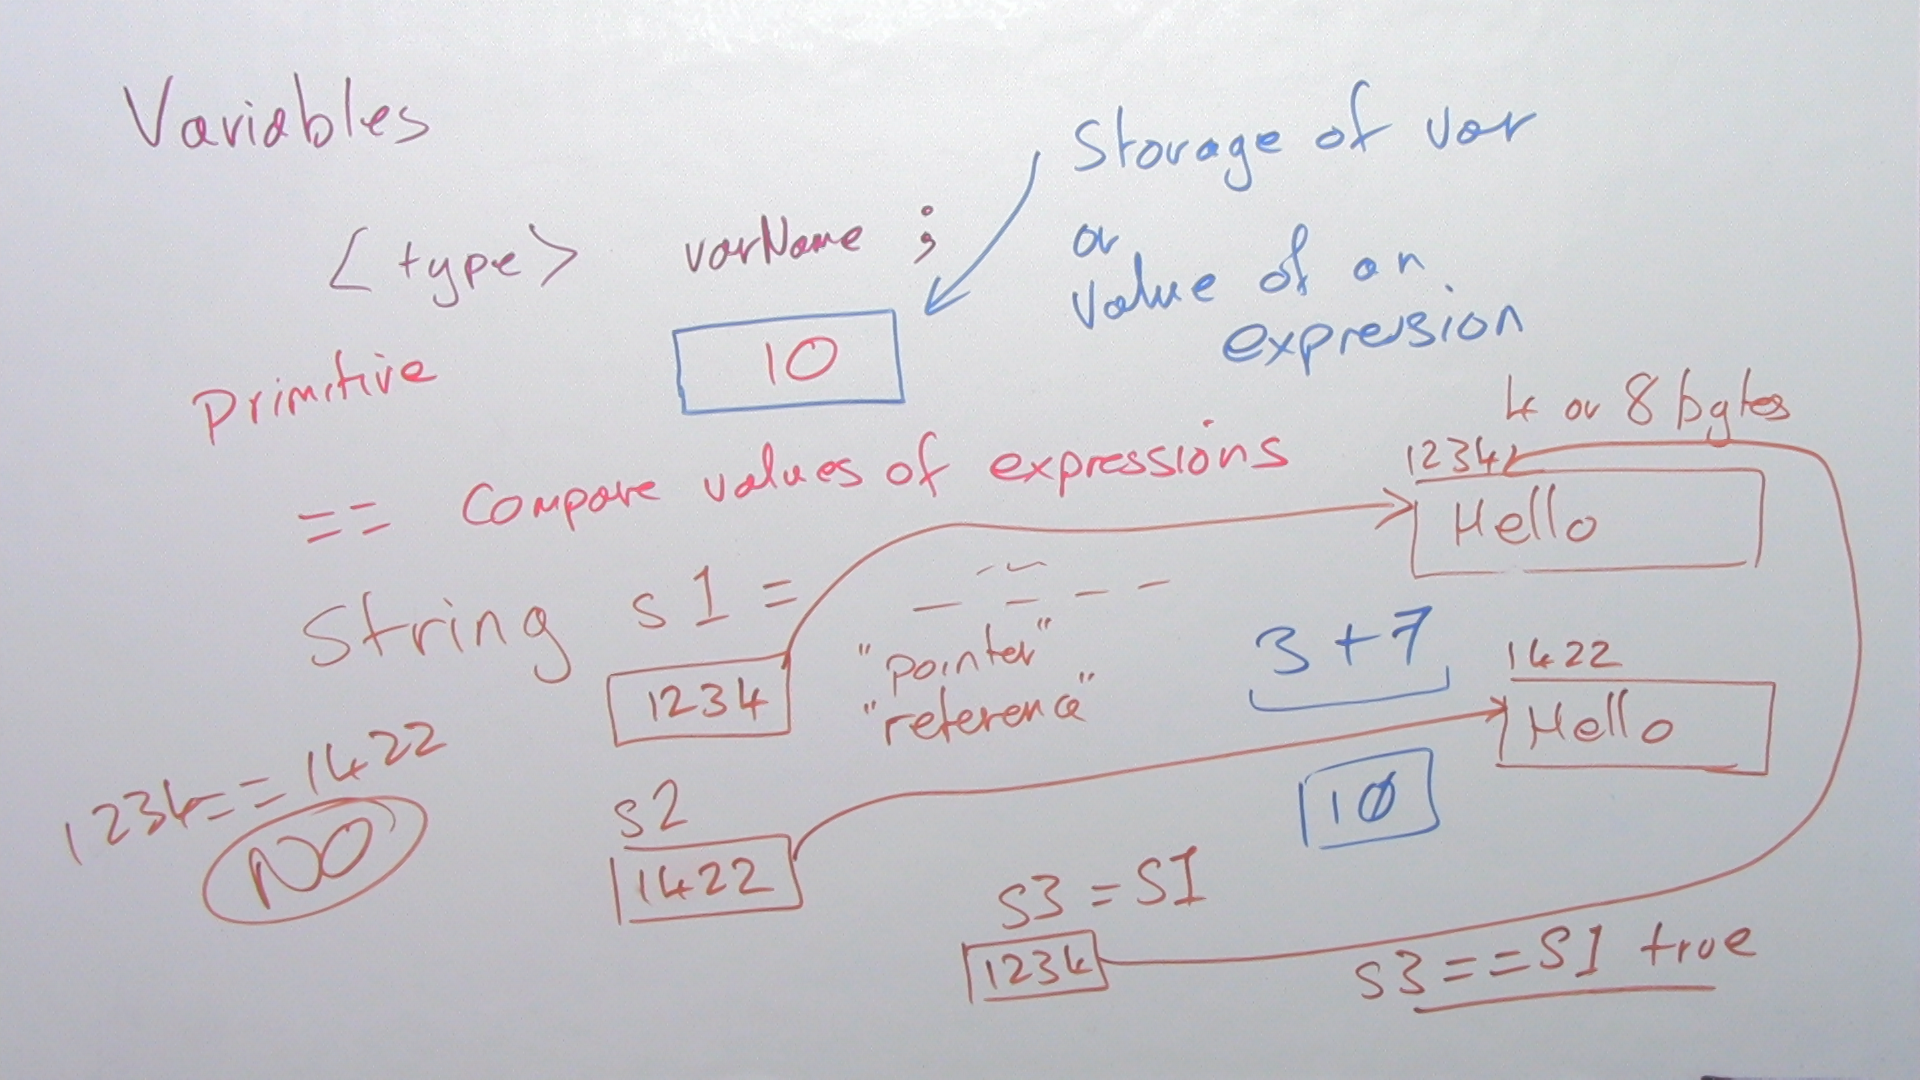 Variables
<type> varName ;
Storage of var
or
value of an
expression
10
Primitive
== Compare values of expressions
4 or 8 bytes
1234
Hello
String s1 =
"pointer"
"reference"
1234
3 + 7
10
1422
Hello
1234 == 1422
NO
s2
1422
S3 = S1
1234
S3 == S1 true